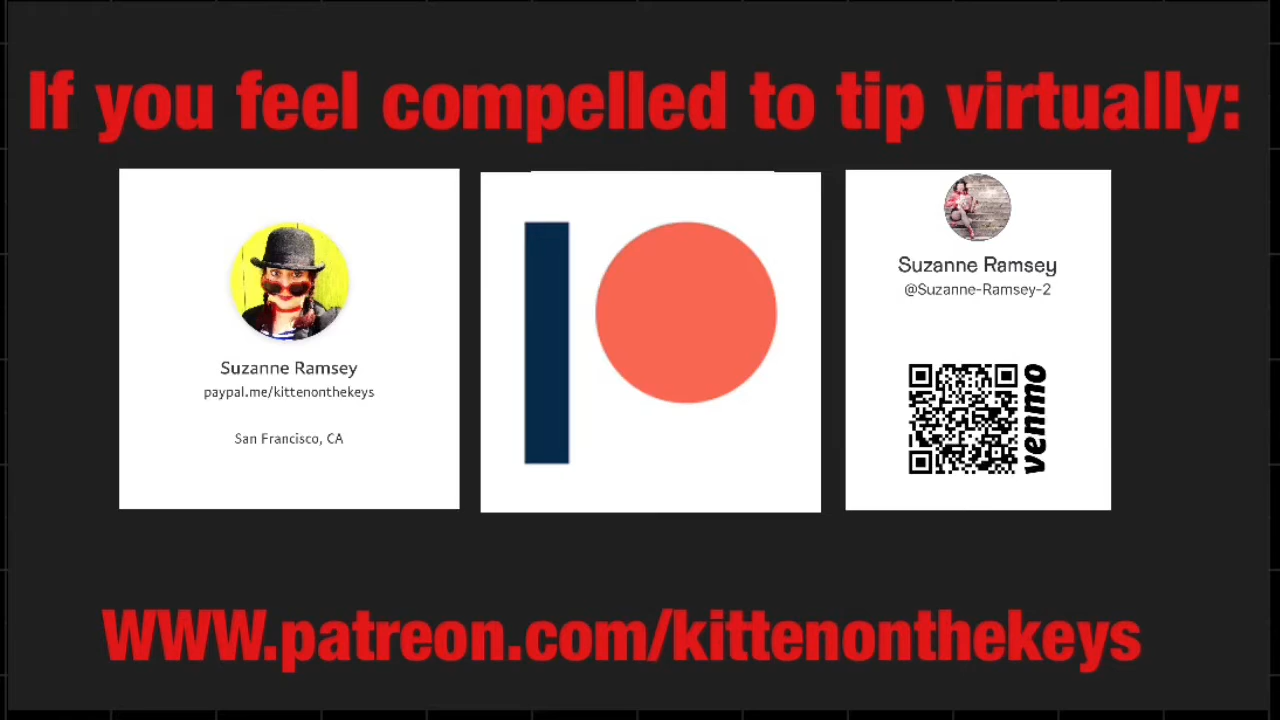 If you feel compelled to tip virtually:
Suzanne Ramsey
paypal.me/kittenonthekeys
San Francisco, CA
Suzanne Ramsey
@Suzanne-Ramsey-2
venmo
WWW.patreon.com/kittenonthekeys